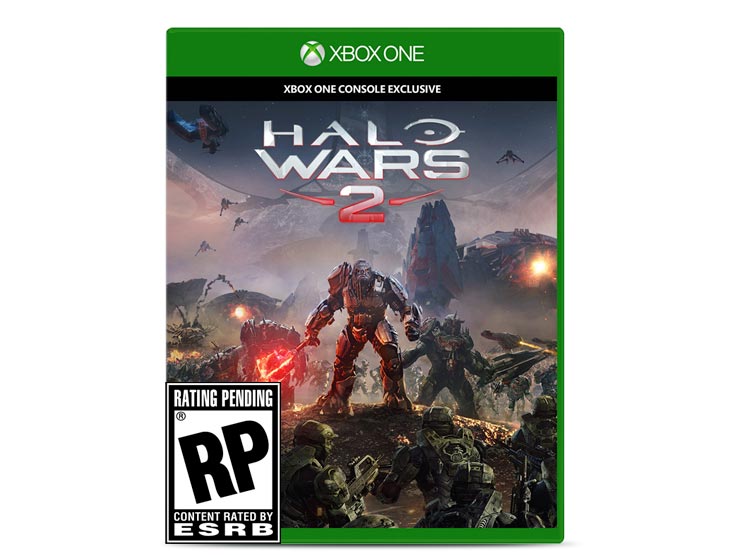 XBOX ONE
XBOX ONE CONSOLE EXCLUSIVE
HALO
WARS
2
RATING PENDING
®
RP
CONTENT RATED BY
ESRB